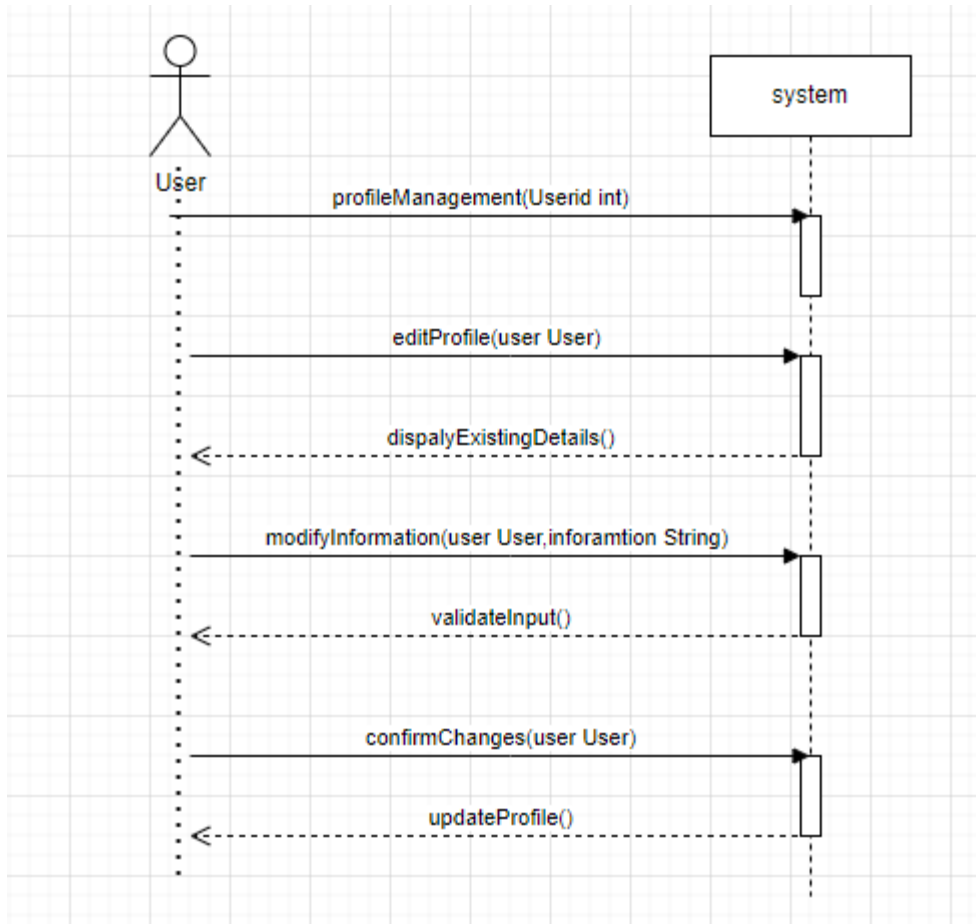 system
User
profileManagement(Userid int)
editProfile(user User)
dispalyExistingDetails()
modifyInformation(user User,inforamtion String)
validateInput()
confirmChanges(user User)
updateProfile()